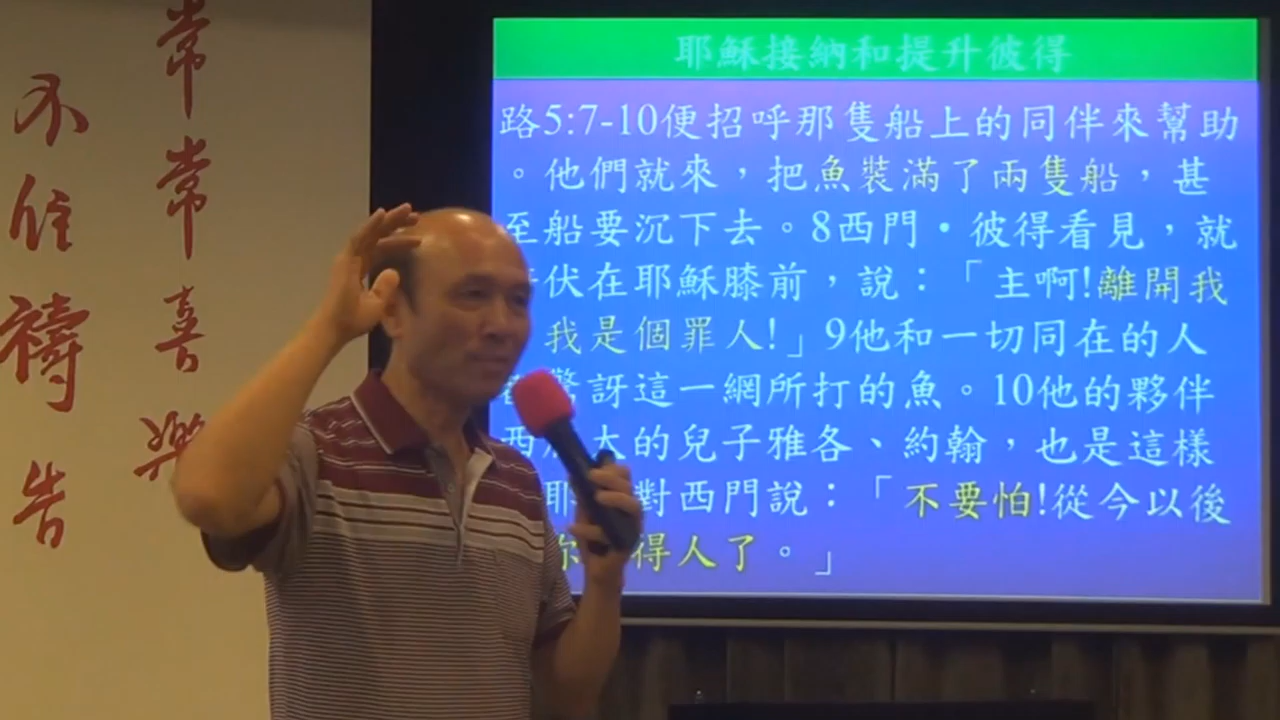 常常喜樂
不住禱告
耶穌接納和提升彼得
路5:7-10便招呼那隻船上的同伴來幫助
。他們就來，把魚裝滿了兩隻船，甚
至船要沉下去。8西門•彼得看見，就
伏在耶穌膝前，說：「主啊!離開我
我是個罪人!」9他和一切同在的人
驚訝這一網所打的魚。10他的夥伴
西 大的兒子雅各、約翰，也是這樣
耶 對西門說：「不要怕!從今以後
你 得人了。」